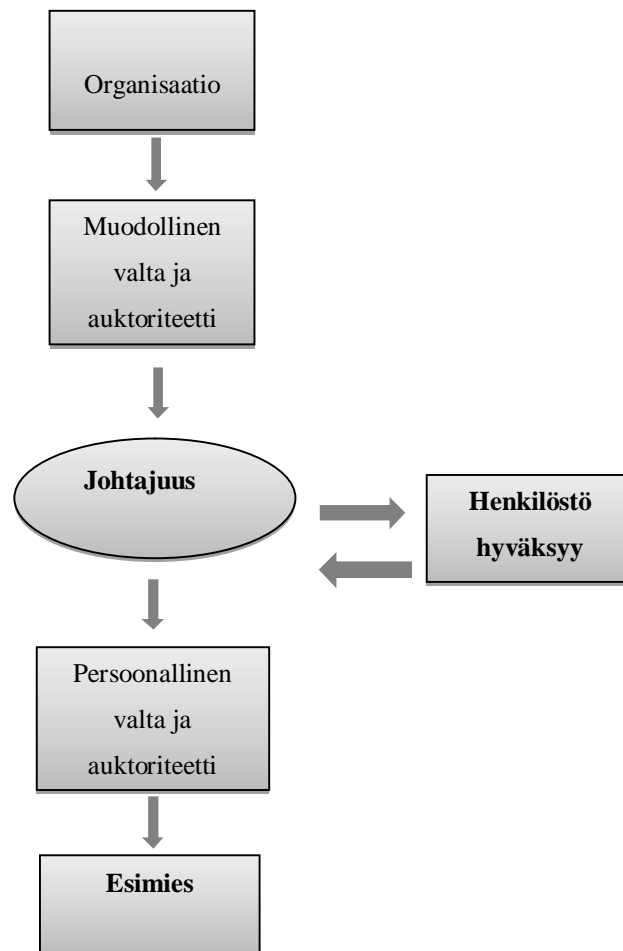 Organisaatio
Muodollinen
valta ja
auktoriteetti
Johtajuus
Henkilöstö
hyväksyy
Persoonallinen
valta ja
auktoriteetti
Esimies